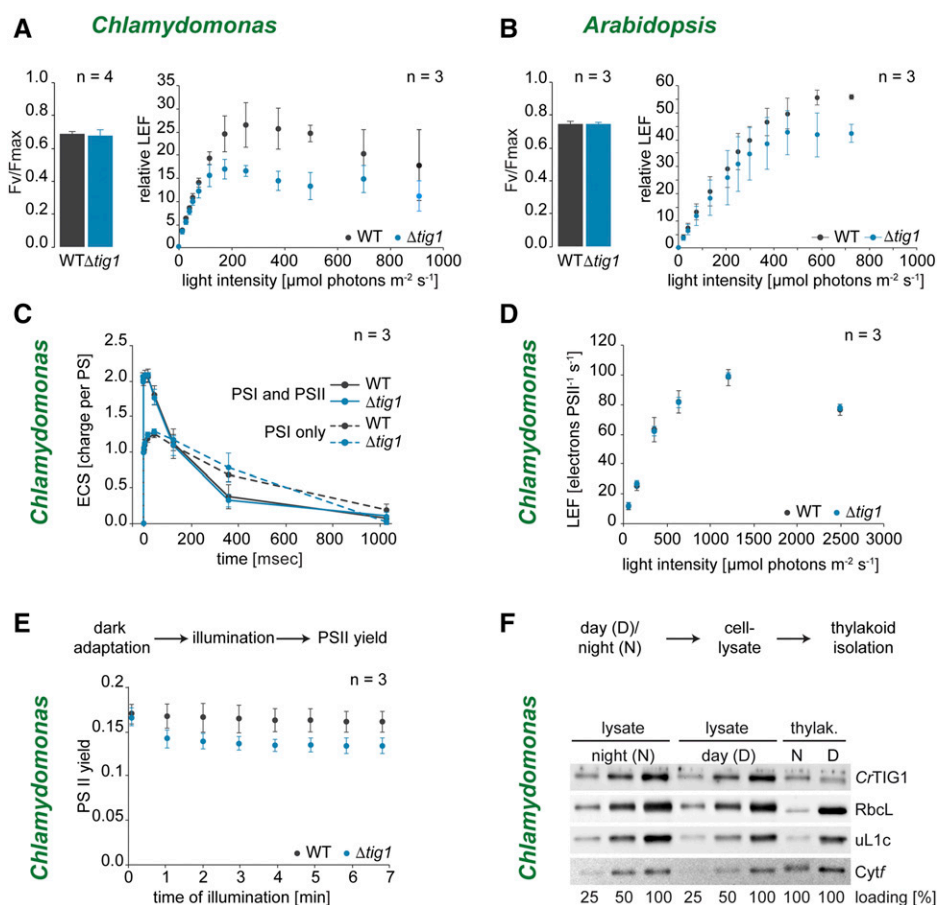 A Chlamydomonas
n = 4
Fv/Fmax
1.0
0.8
0.6
0.4
0.2
0.0
WT Δtig1
n = 3
relative LEF
35
30
25
20
15
10
5
0
WT Δtig1
0 200 400 600 800 1000
light intensity [µmol photons m-2 s-1]
B Arabidopsis
n = 3
Fv/Fmax
1.0
0.8
0.6
0.4
0.2
0.0
WT Δtig1
n = 3
relative LEF
60
50
40
30
20
10
0
WT Δtig1
0 200 400 600 800 1000
light intensity [µmol photons m-2 s-1]
C
Chlamydomonas
n = 3
ECS [charge per PS]
2.5
2.0
1.5
1.0
0.5
0.0
PSI and PSII
WT
Δtig1
PSI only
WT
Δtig1
0 400 800 1000
time [msec]
D
Chlamydomonas
n = 3
LEF [electrons PSII-1 s-1]
120
100
80
60
40
20
0
WT Δtig1
0 500 1000 1500 2000 2500 3000
light intensity [µmol photons m-2 s-1]
E
Chlamydomonas
dark adaptation → illumination → PSII yield
n = 3
PS II yield
0.2
0.15
0.1
0.05
0.0
WT Δtig1
0 1 2 3 4 5 6 7
time of illumination [min]
F
Chlamydomonas
day (D)/ night (N) → cell-lysate → thylakoid isolation
lysate lysate thylak.
night (N) day (D) N D
CrTIG1
RbcL
uL1c
Cytf
25 50 100 25 50 100 100 100 loading [%]